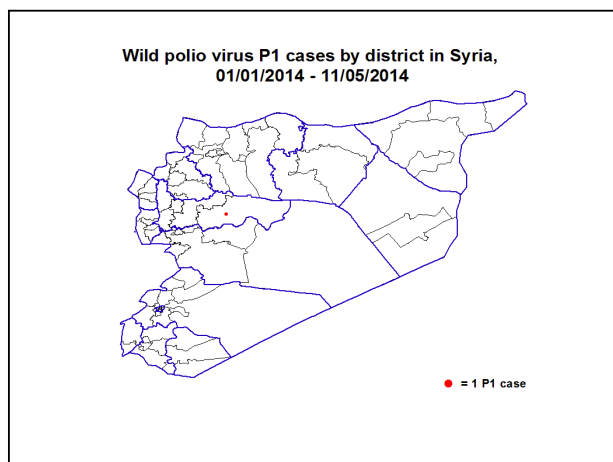 Wild polio virus P1 cases by district in Syria,
01/01/2014 - 11/05/2014
= 1 P1 case